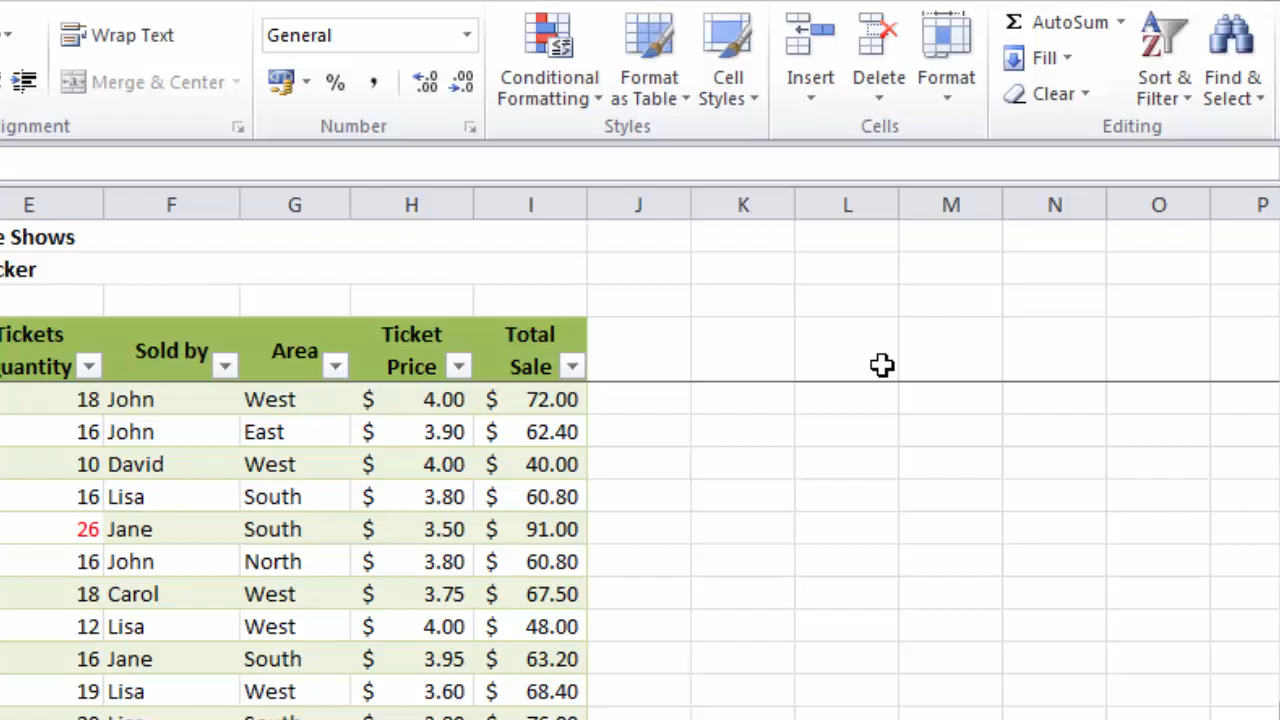 Wrap Text
General
Merge & Center
%
,
.00
.00
Conditional
Formatting
Format
as Table
Cell
Styles
Insert
Delete
Format
Σ AutoSum
Fill
Clear
Sort &
Filter
Find &
Select
lignment
Number
Styles
Cells
Editing
E F G H I J K L M N O P
e Shows
cker
Tickets
uantity
Sold by
Area
Ticket
Price
Total
Sale
18 John West $ 4.00 $ 72.00
16 John East $ 3.90 $ 62.40
10 David West $ 4.00 $ 40.00
16 Lisa South $ 3.80 $ 60.80
26 Jane South $ 3.50 $ 91.00
16 John North $ 3.80 $ 60.80
18 Carol West $ 3.75 $ 67.50
12 Lisa West $ 4.00 $ 48.00
16 Jane South $ 3.95 $ 63.20
19 Lisa West $ 3.60 $ 68.40